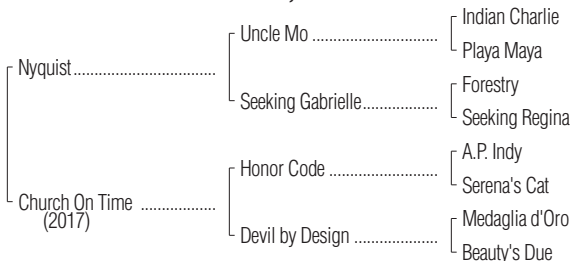 Indian Charlie
Uncle Mo ..............................
Playa Maya
Nyquist..................................
Forestry
Seeking Gabrielle..................
Seeking Regina
A.P. Indy
Honor Code ..........................
Serena's Cat
Church On Time ..................
(2017)
Medaglia d'Oro
Devil by Design ....................
Beauty's Due